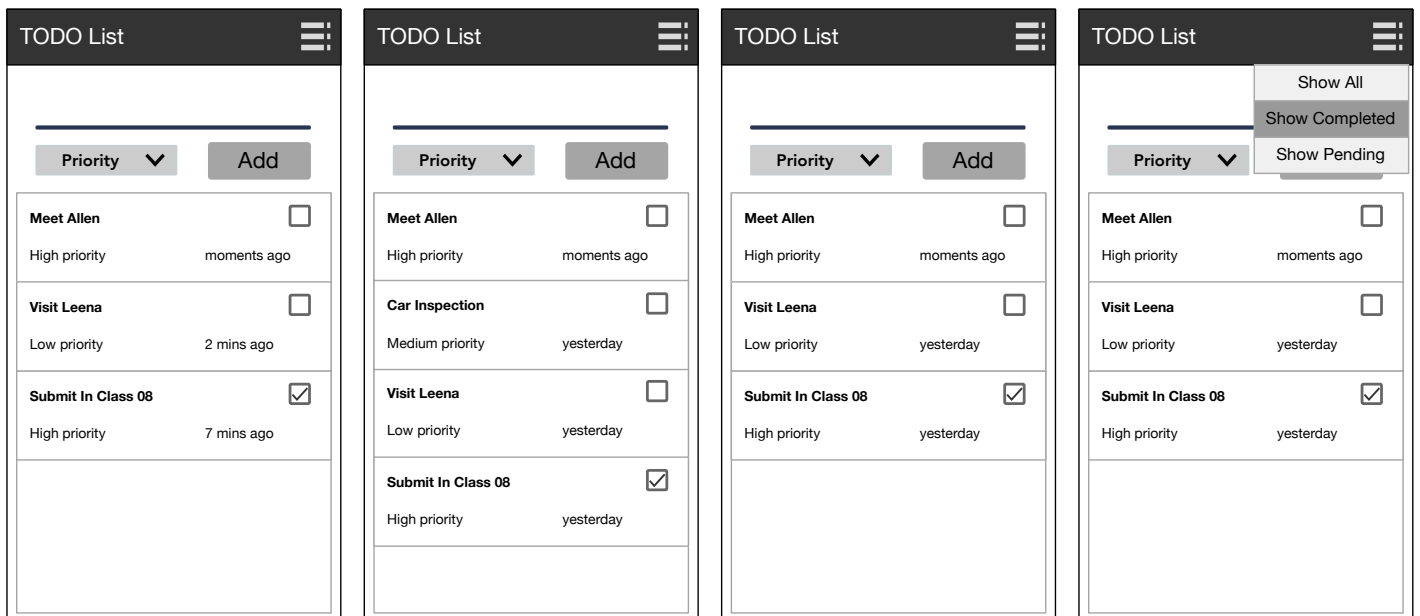 TODO List
Priority Add
Meet Allen
High priority moments ago
Visit Leena
Low priority 2 mins ago
Submit In Class 08
High priority 7 mins ago
TODO List
Priority Add
Meet Allen
High priority moments ago
Car Inspection
Medium priority yesterday
Visit Leena
Low priority yesterday
Submit In Class 08
High priority yesterday
TODO List
Priority Add
Meet Allen
High priority moments ago
Visit Leena
Low priority yesterday
Submit In Class 08
High priority yesterday
TODO List
Show All
Show Completed
Show Pending
Priority
Meet Allen
High priority moments ago
Visit Leena
Low priority yesterday
Submit In Class 08
High priority yesterday